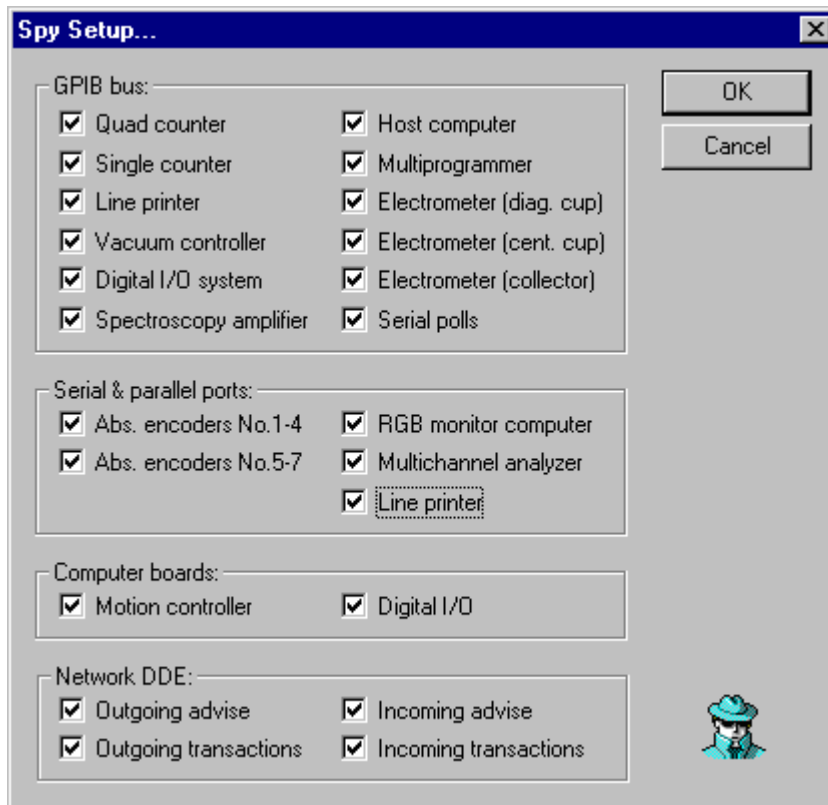 Spy Setup...
GPIB bus:
Quad counter
Single counter
Line printer
Vacuum controller
Digital I/O system
Spectroscopy amplifier
Host computer
Multiprogrammer
Electrometer (diag. cup)
Electrometer (cent. cup)
Electrometer (collector)
Serial polls
Serial & parallel ports:
Abs. encoders No.1-4
Abs. encoders No.5-7
RGB monitor computer
Multichannel analyzer
Line printer
Computer boards:
Motion controller
Digital I/O
Network DDE:
Outgoing advise
Outgoing transactions
Incoming advise
Incoming transactions
OK
Cancel